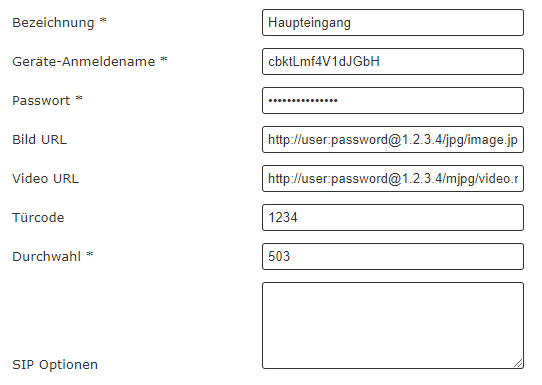 Bezeichnung * Haupteingang
Geräte-Anmeldename * cbktLmf4V1dJGbH
Passwort * •••••••••••••••
Bild URL http://user:password@1.2.3.4/jpg/image.jp
Video URL http://user:password@1.2.3.4/mjpg/video.r
Türcode 1234
Durchwahl * 503
SIP Optionen